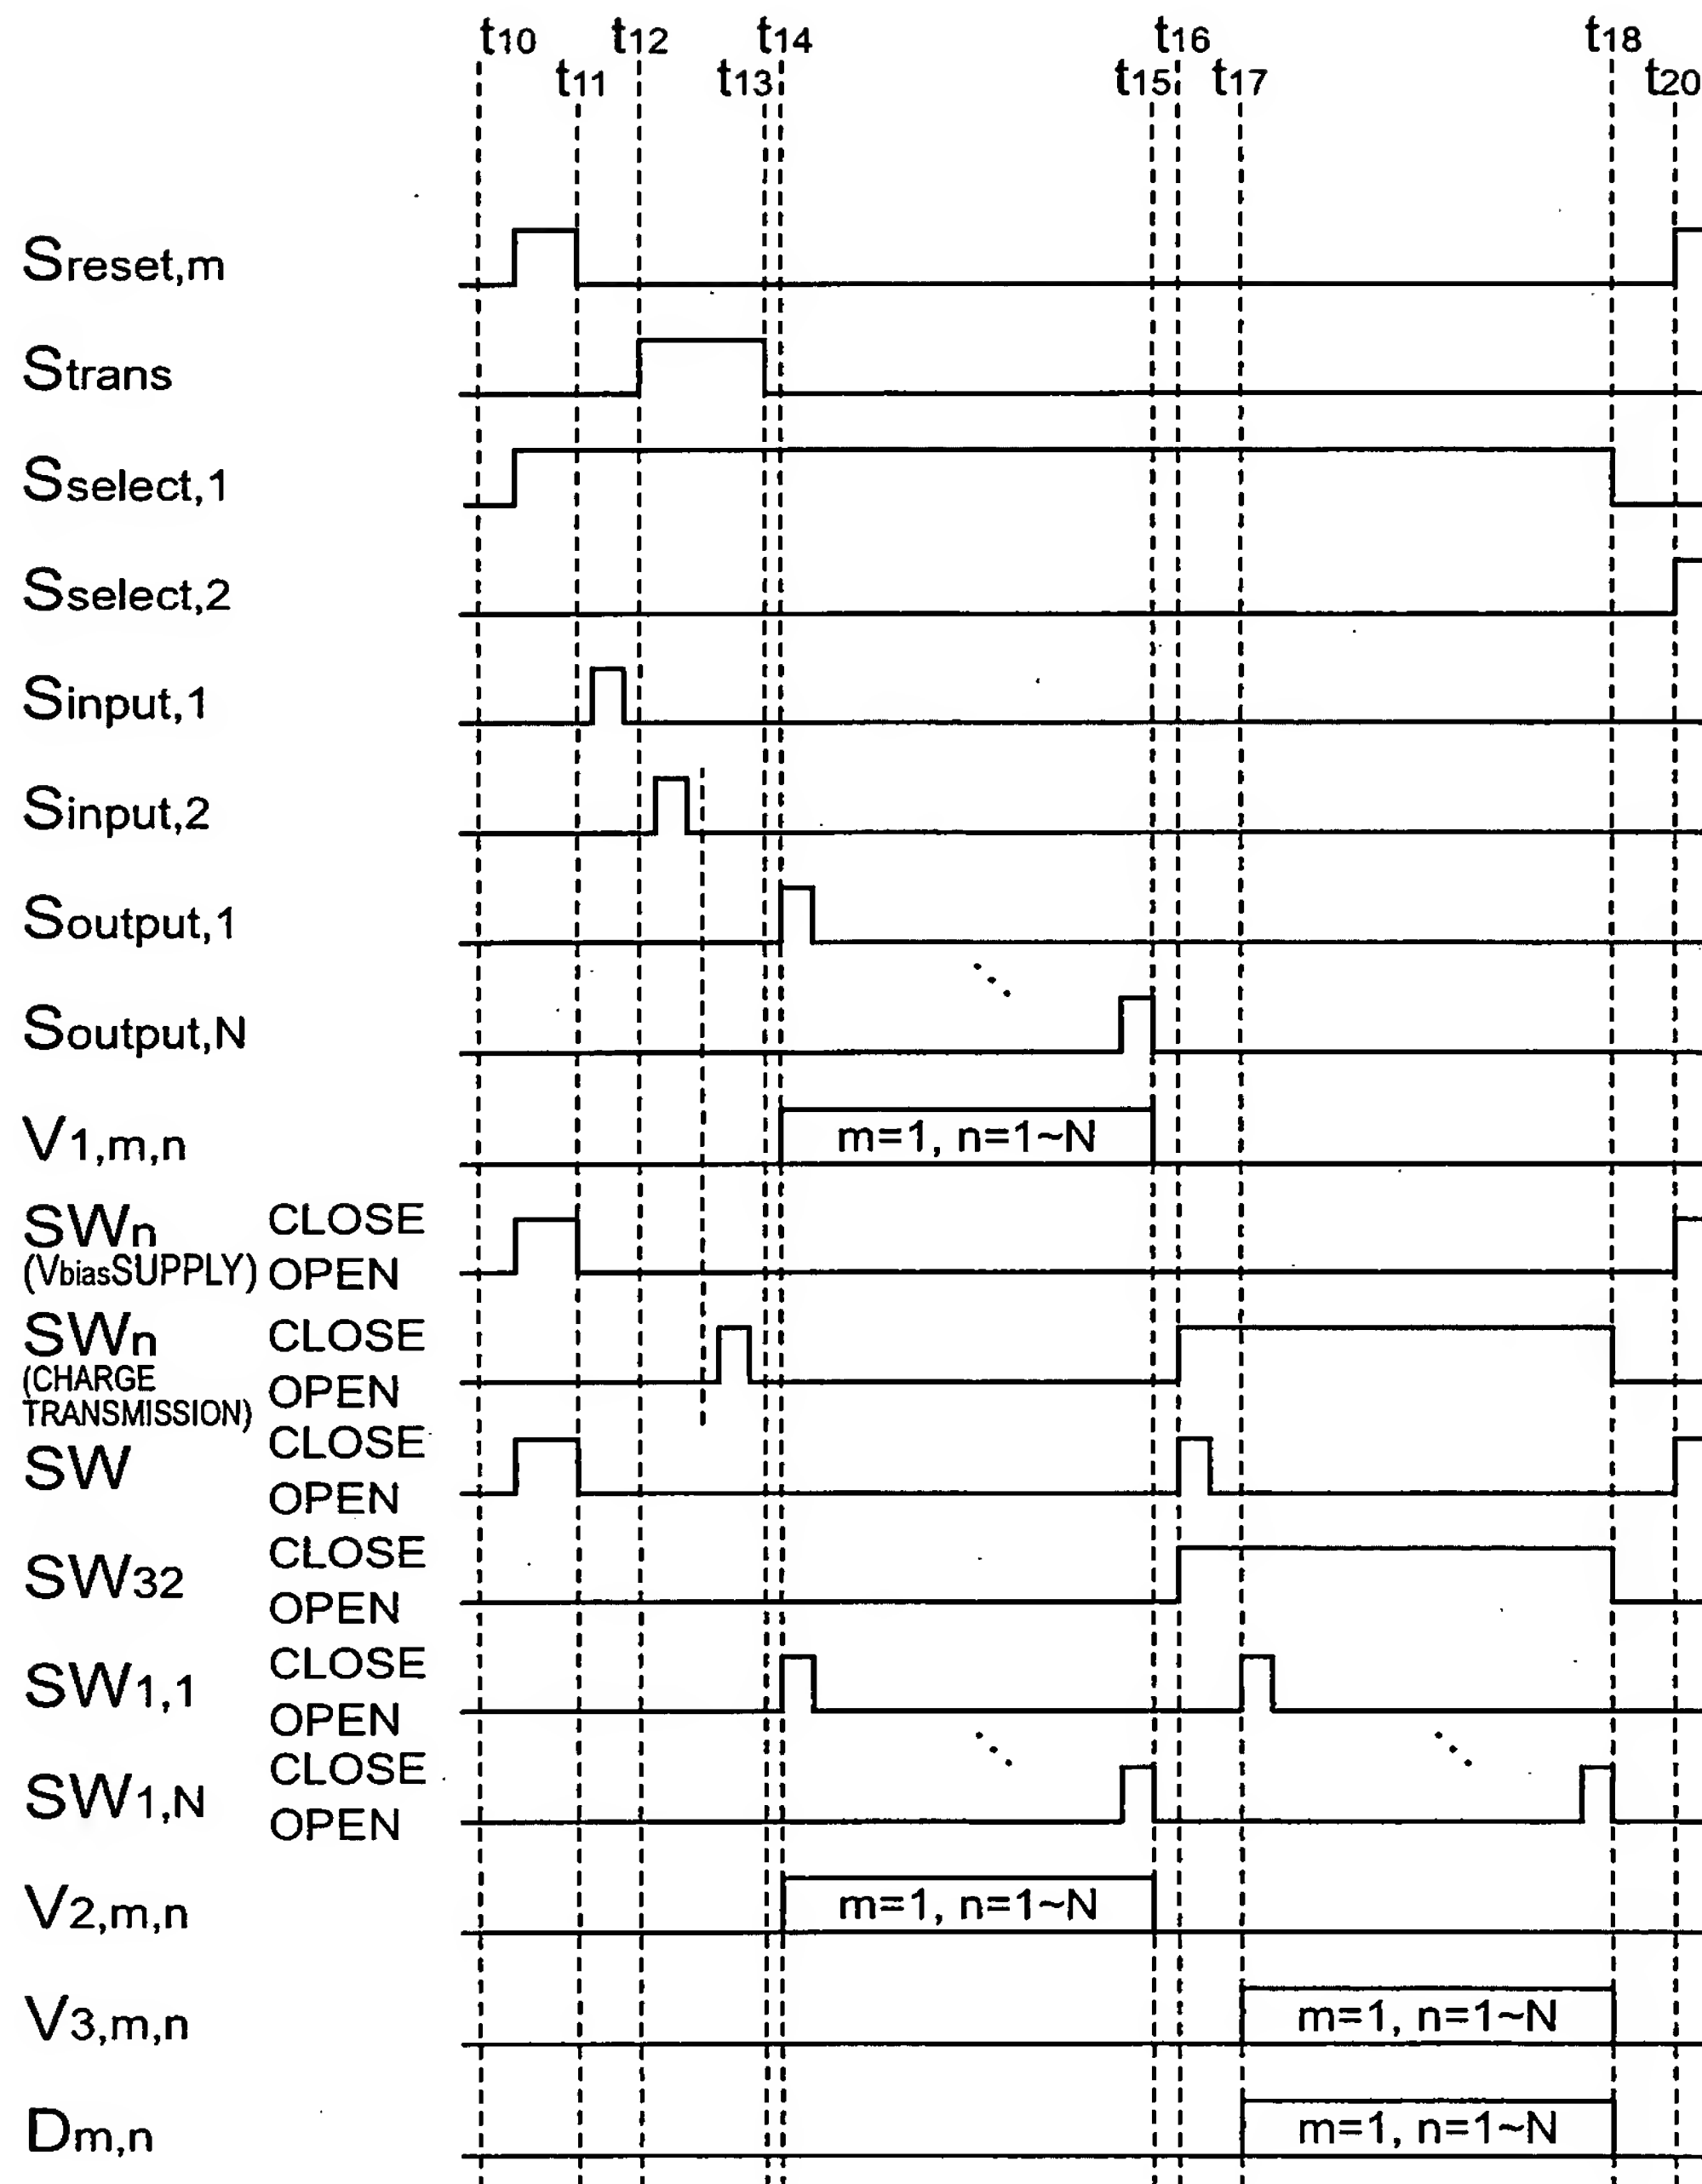 t10 t12 t14 t16 t18
t11 t13 t15 t17 t20
Sreset,m
Strans
Sselect,1
Sselect,2
Sinput,1
Sinput,2
Soutput,1
Soutput,N
V1,m,n m=1, n=1~N
SWn CLOSE
(VbiasSUPPLY) OPEN
SWn CLOSE
(CHARGE OPEN
TRANSMISSION)
SW CLOSE
OPEN
SW32 CLOSE
OPEN
SW1,1 CLOSE
OPEN
SW1,N CLOSE
OPEN
V2,m,n m=1, n=1~N
V3,m,n m=1, n=1~N
Dm,n m=1, n=1~N